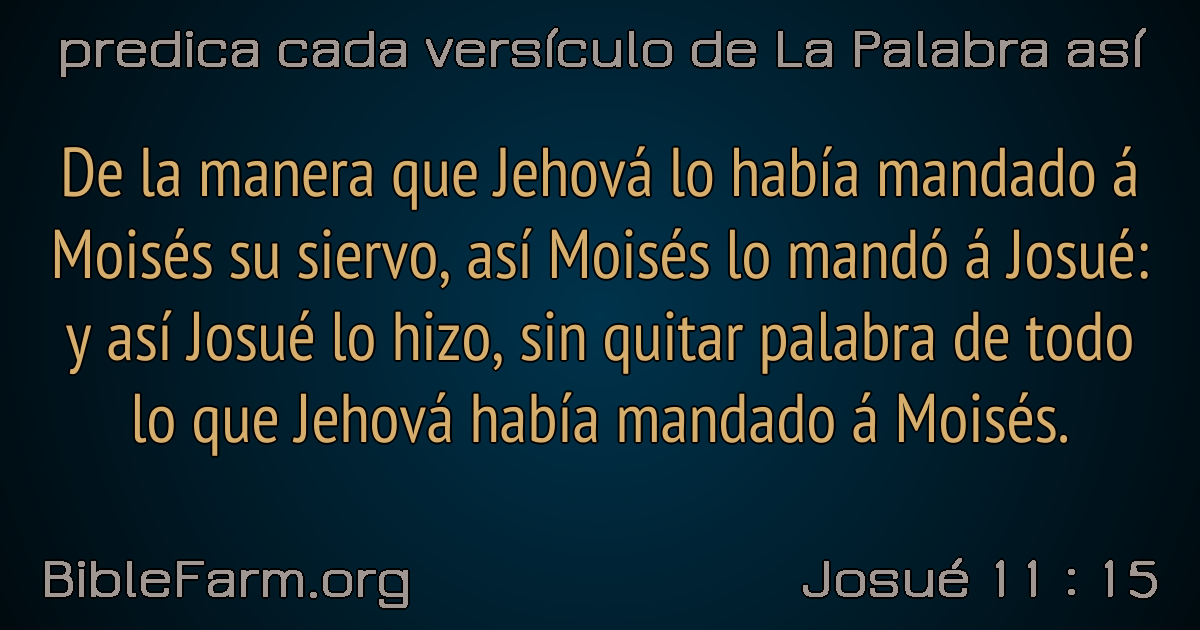 predica cada versículo de La Palabra así
De la manera que Jehová lo había mandado á
Moisés su siervo, así Moisés lo mandó á Josué:
y así Josué lo hizo, sin quitar palabra de todo
lo que Jehová había mandado á Moisés.
BibleFarm.org
Josué 11 : 15